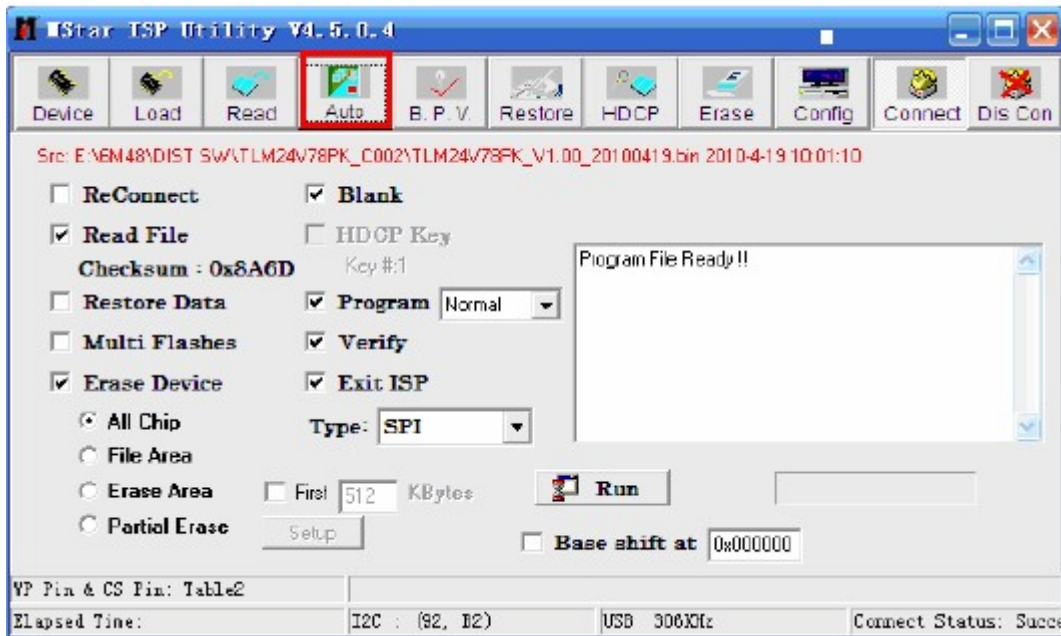 MStar ISP Utility V4.5.0.4
Device Load Read Auto B. P. V. Restore HDCP Erase Config Connect Dis Con
Src: E:\6M48\DIST SW\TLM24V78PK_C002\TLM24V78PK_V1.00_20100419.bin 2010-4-19 10:01:10
ReConnect
Blank
Read File
HDCP Key
Checksum : 0x8A6D
Key #:1
Program File Ready !!
Restore Data
Program Normal
Multi Flashes
Verify
Erase Device
Exit ISP
All Chip
Type: SPI
File Area
Erase Area
First 512 KBytes
Run
Partial Erase
Setup
Base shift at 0x000000
WP Pin & CS Pin: Table2
Elapsed Time:
I2C : (92, B2)
USB 306KHz
Connect Status: Succ